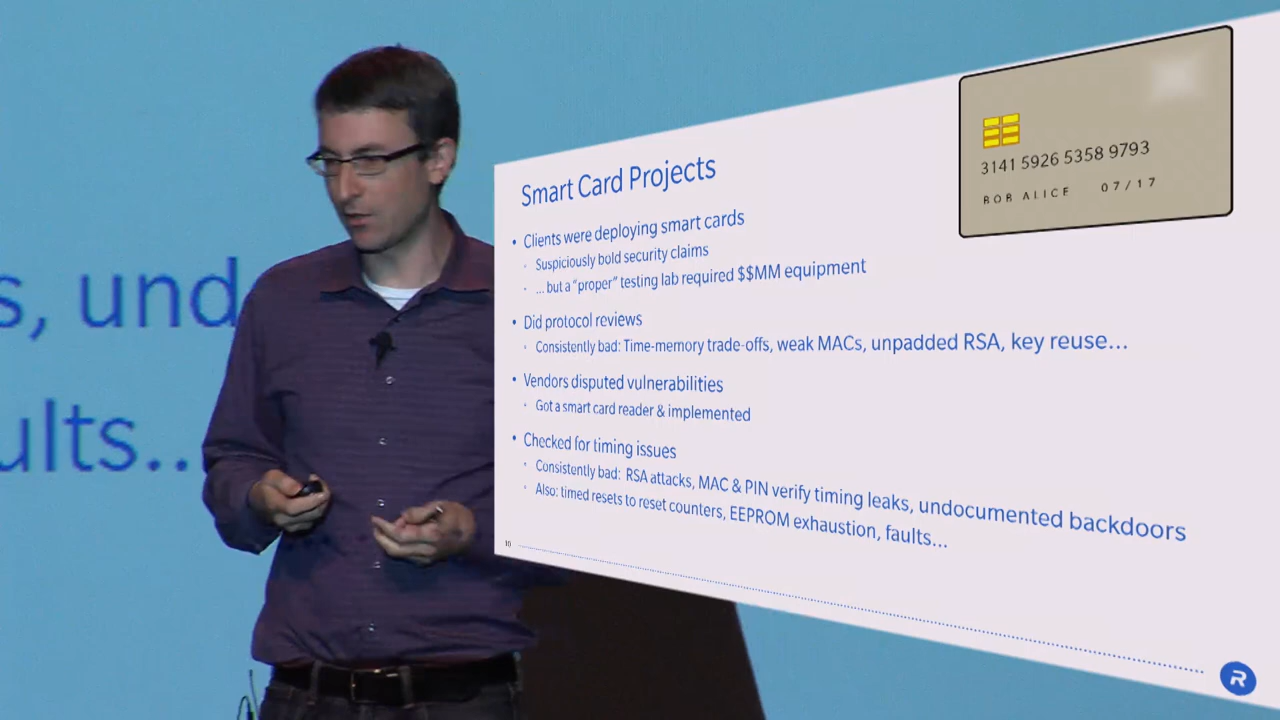 s, und
ults...
3141 5926 5358 9793
BOB ALICE 07/17
Smart Card Projects
• Clients were deploying smart cards
• Suspiciously bold security claims
• ... but a “proper” testing lab required $$MM equipment
• Did protocol reviews
• Consistently bad: Time-memory trade-offs, weak MACs, unpadded RSA, key reuse...
• Vendors disputed vulnerabilities
• Got a smart card reader & implemented
• Checked for timing issues
• Consistently bad: RSA attacks, MAC & PIN verify timing leaks, undocumented backdoors
• Also: timed resets to reset counters, EEPROM exhaustion, faults...
10
R